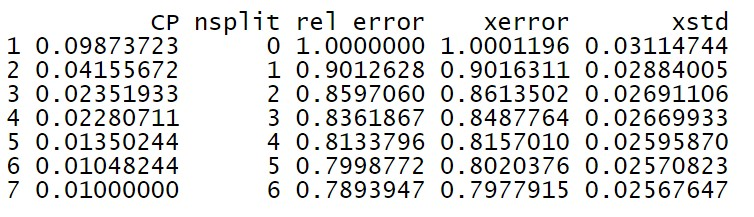 CP nsplit rel error xerror xstd
1 0.09873723 0 1.0000000 1.0001196 0.03114744
2 0.04155672 1 0.9012628 0.9016311 0.02884005
3 0.02351933 2 0.8597060 0.8613502 0.02691106
4 0.02280711 3 0.8361867 0.8487764 0.02669933
5 0.01350244 4 0.8133796 0.8157010 0.02595870
6 0.01048244 5 0.7998772 0.8020376 0.02570823
7 0.01000000 6 0.7893947 0.7977915 0.02567647